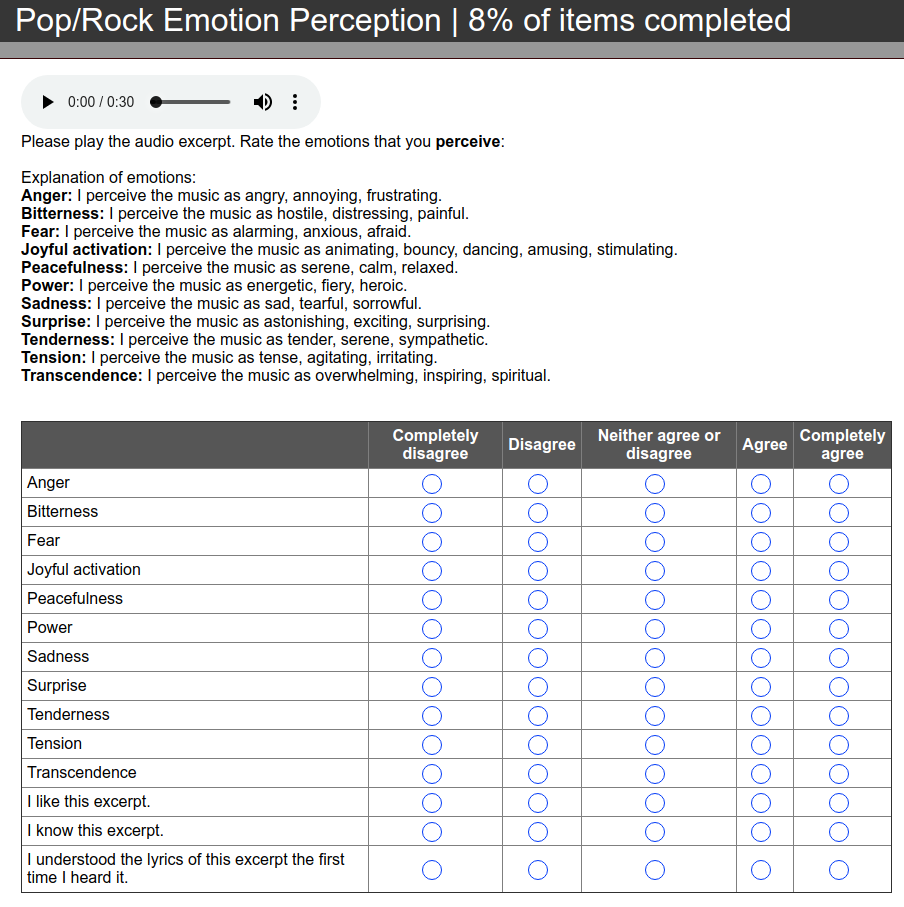 Pop/Rock Emotion Perception | 8% of items completed
0:00 / 0:30
Please play the audio excerpt. Rate the emotions that you perceive:
Explanation of emotions:
Anger: I perceive the music as angry, annoying, frustrating.
Bitterness: I perceive the music as hostile, distressing, painful.
Fear: I perceive the music as alarming, anxious, afraid.
Joyful activation: I perceive the music as animating, bouncy, dancing, amusing, stimulating.
Peacefulness: I perceive the music as serene, calm, relaxed.
Power: I perceive the music as energetic, fiery, heroic.
Sadness: I perceive the music as sad, tearful, sorrowful.
Surprise: I perceive the music as astonishing, exciting, surprising.
Tenderness: I perceive the music as tender, serene, sympathetic.
Tension: I perceive the music as tense, agitating, irritating.
Transcendence: I perceive the music as overwhelming, inspiring, spiritual.
Completely disagree
Disagree
Neither agree or disagree
Agree
Completely agree
Anger
Bitterness
Fear
Joyful activation
Peacefulness
Power
Sadness
Surprise
Tenderness
Tension
Transcendence
I like this excerpt.
I know this excerpt.
I understood the lyrics of this excerpt the first
time I heard it.